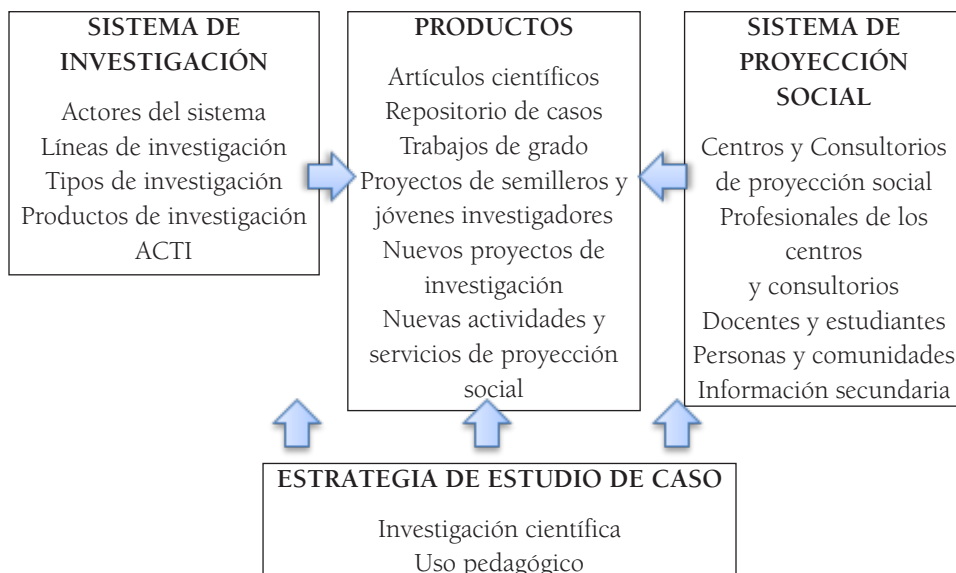 SISTEMA DE
INVESTIGACIÓN
Actores del sistema
Líneas de investigación
Tipos de investigación
Productos de investigación
ACTI
PRODUCTOS
Artículos científicos
Repositorio de casos
Trabajos de grado
Proyectos de semilleros y
jóvenes investigadores
Nuevos proyectos de
investigación
Nuevas actividades y
servicios de proyección
social
SISTEMA DE
PROYECCIÓN
SOCIAL
Centros y Consultorios
de proyección social
Profesionales de los
centros
y consultorios
Docentes y estudiantes
Personas y comunidades
Información secundaria
ESTRATEGIA DE ESTUDIO DE CASO
Investigación científica
Uso pedagógico